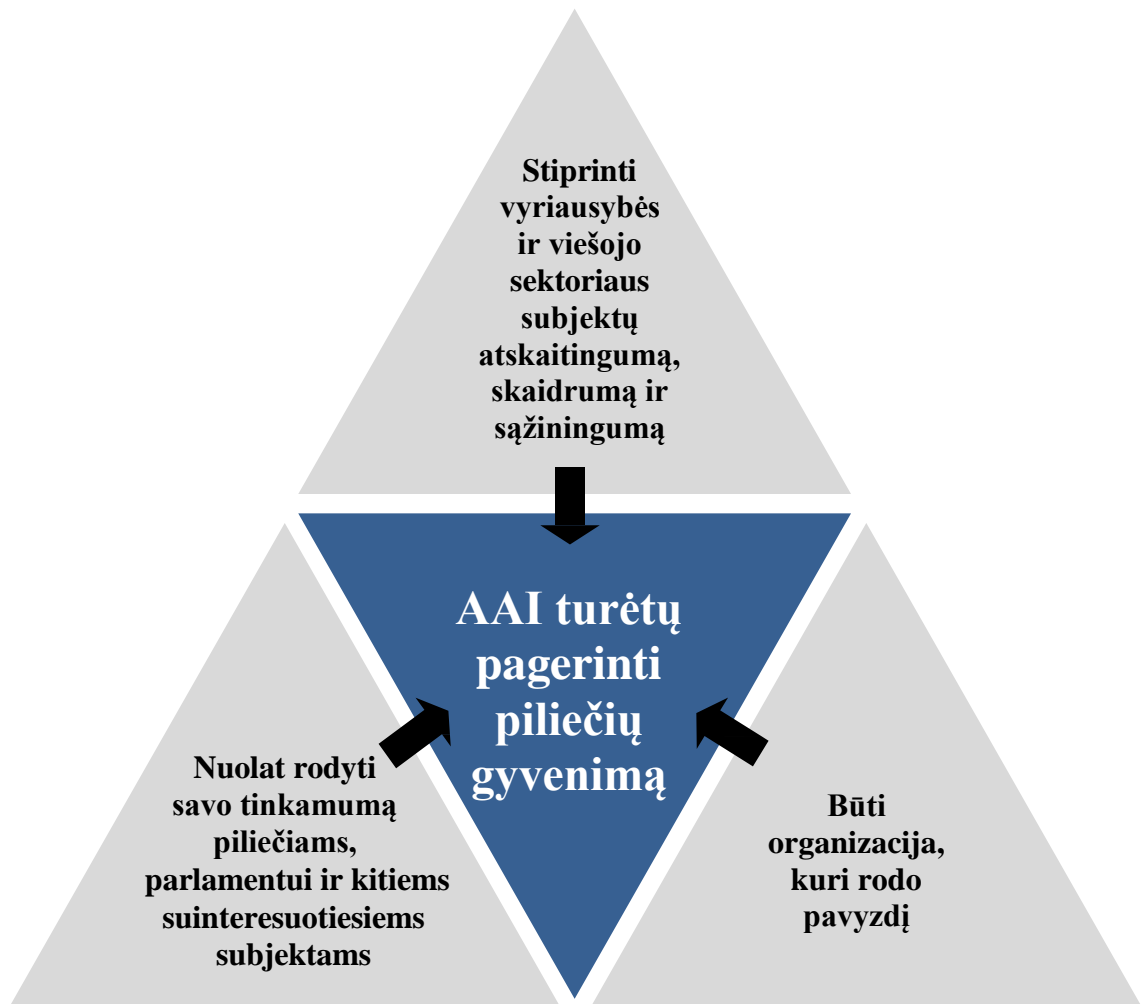 Stiprinti
vyriausybės
ir viešojo
sektoriaus
subjektų
atskaitingumą,
skaidrumą ir
sąžiningumą
AAI turėtų
pagerinti
piliečių
gyvenimą
Nuolat rodyti
savo tinkamumą
piliečiams,
parlamentui ir kitiems
suinteresuotiesiems
subjektams
Būti
organizacija,
kuri rodo
pavyzdį